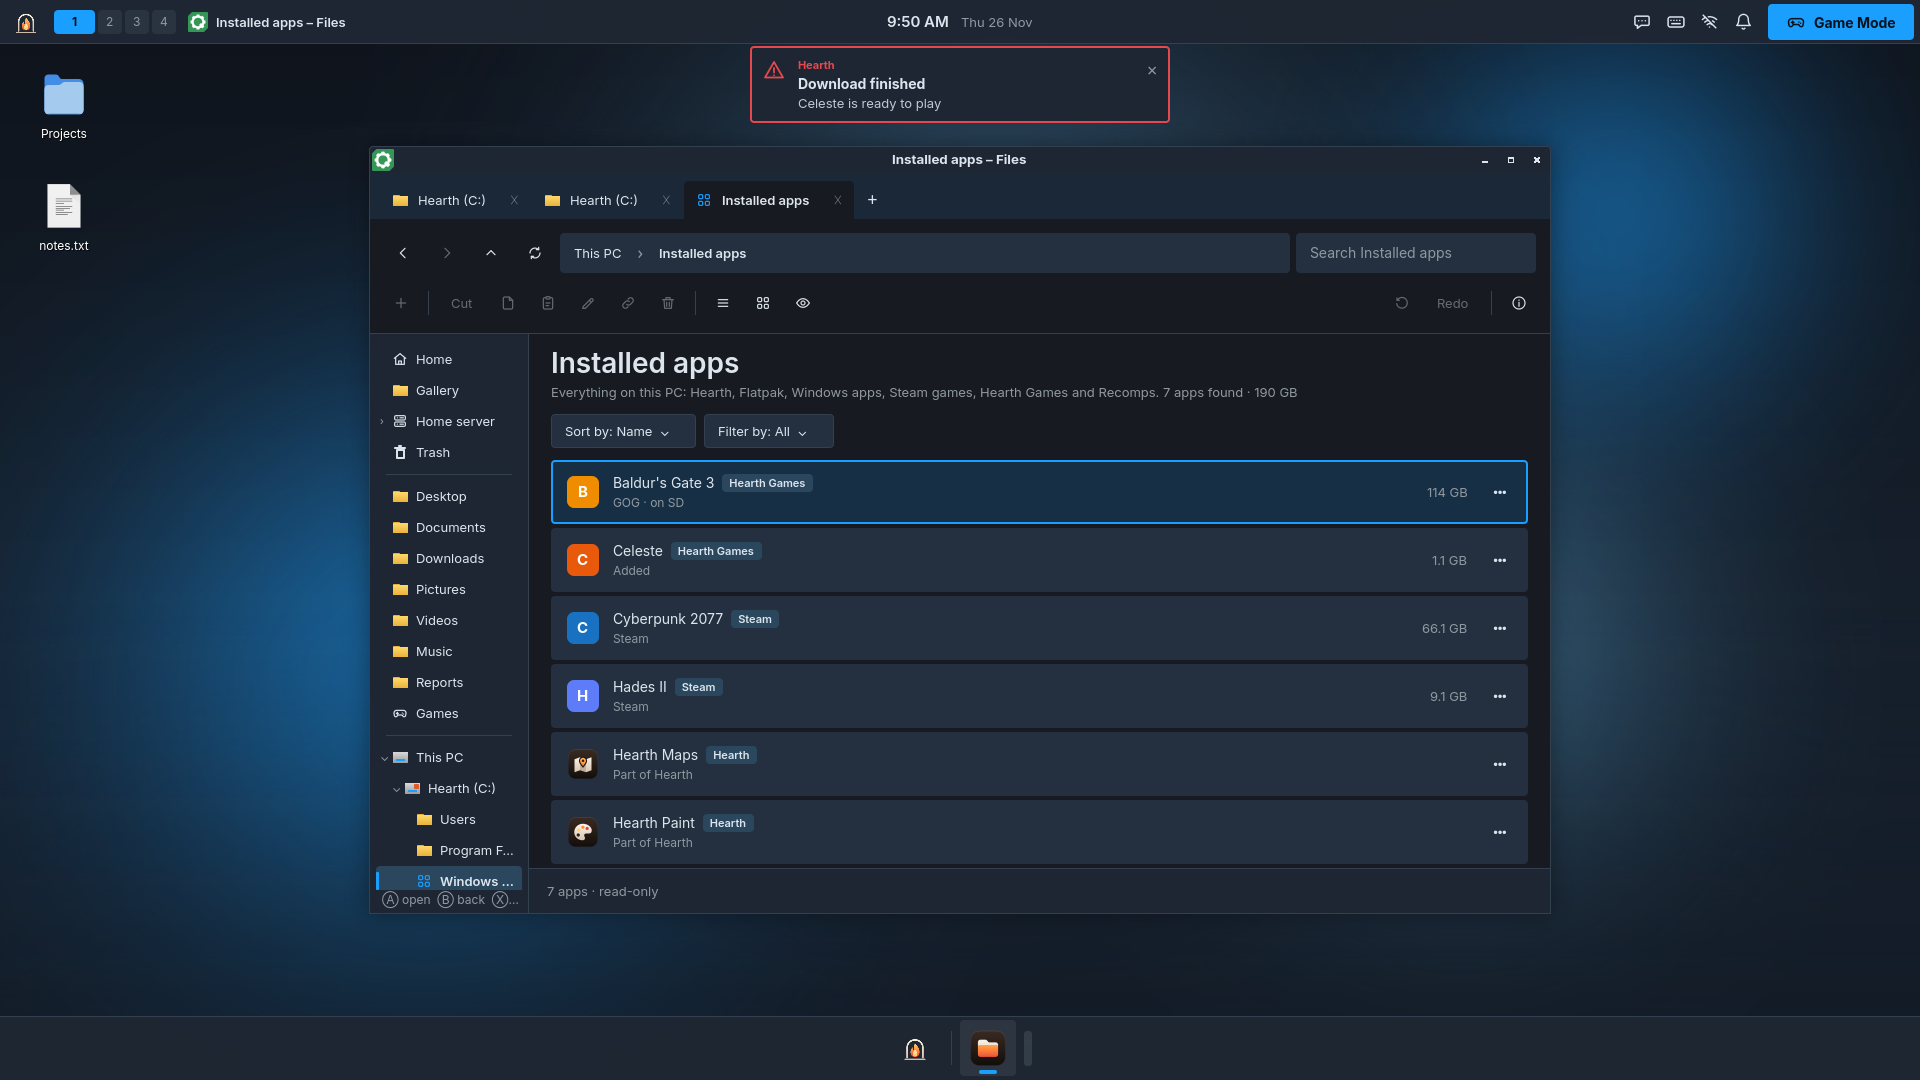 1 2 3 4 Installed apps – Files 9:50 AM Thu 26 Nov Game Mode
Hearth
Download finished
Celeste is ready to play
Projects
notes.txt
Installed apps – Files
Hearth (C:) X Hearth (C:) X Installed apps X +
This PC › Installed apps Search Installed apps
Cut Redo
Home
Gallery
Home server
Trash
Desktop
Documents
Downloads
Pictures
Videos
Music
Reports
Games
This PC
Hearth (C:)
Users
Program F...
Windows ...
A open B back X...
Installed apps
Everything on this PC: Hearth, Flatpak, Windows apps, Steam games, Hearth Games and Recomps. 7 apps found · 190 GB
Sort by: Name Filter by: All
B Baldur's Gate 3 Hearth Games 114 GB
GOG · on SD
C Celeste Hearth Games 1.1 GB
Added
C Cyberpunk 2077 Steam 66.1 GB
Steam
H Hades II Steam 9.1 GB
Steam
Hearth Maps Hearth
Part of Hearth
Hearth Paint Hearth
Part of Hearth
7 apps · read-only